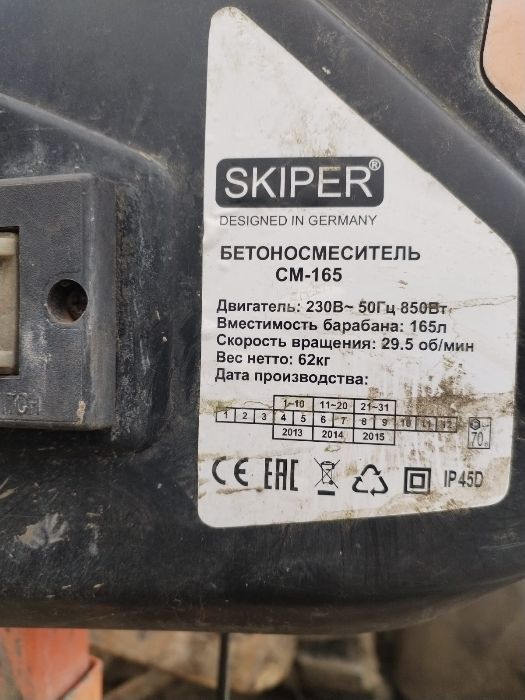 SKIPER®
DESIGNED IN GERMANY
БЕТОНОСМЕСИТЕЛЬ
СМ-165
Двигатель: 230В~ 50Гц 850Вт
Вместимость барабана: 165л
Скорость вращения: 29.5 об/мин
Вес нетто: 62кг
Дата производства:
1–10 11–20 21–31
1 2 3 4 5 6 7 8 9 10 11 12
2013 2014 2015
70
CE EAC IP45D